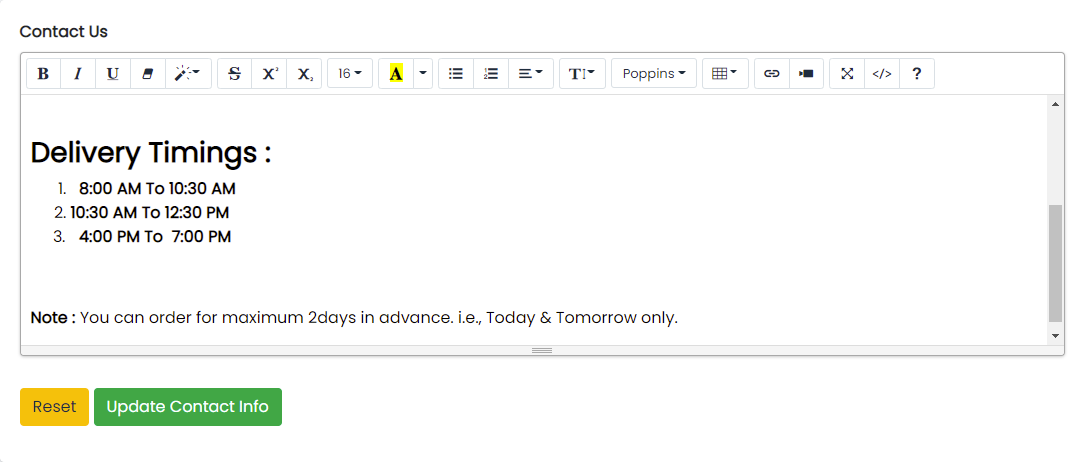 Contact Us
B I U S X² X₂ 16 A T Poppins </> ?
Delivery Timings :
1. 8:00 AM To 10:30 AM
2. 10:30 AM To 12:30 PM
3. 4:00 PM To 7:00 PM
Note : You can order for maximum 2days in advance. i.e., Today & Tomorrow only.
Reset Update Contact Info